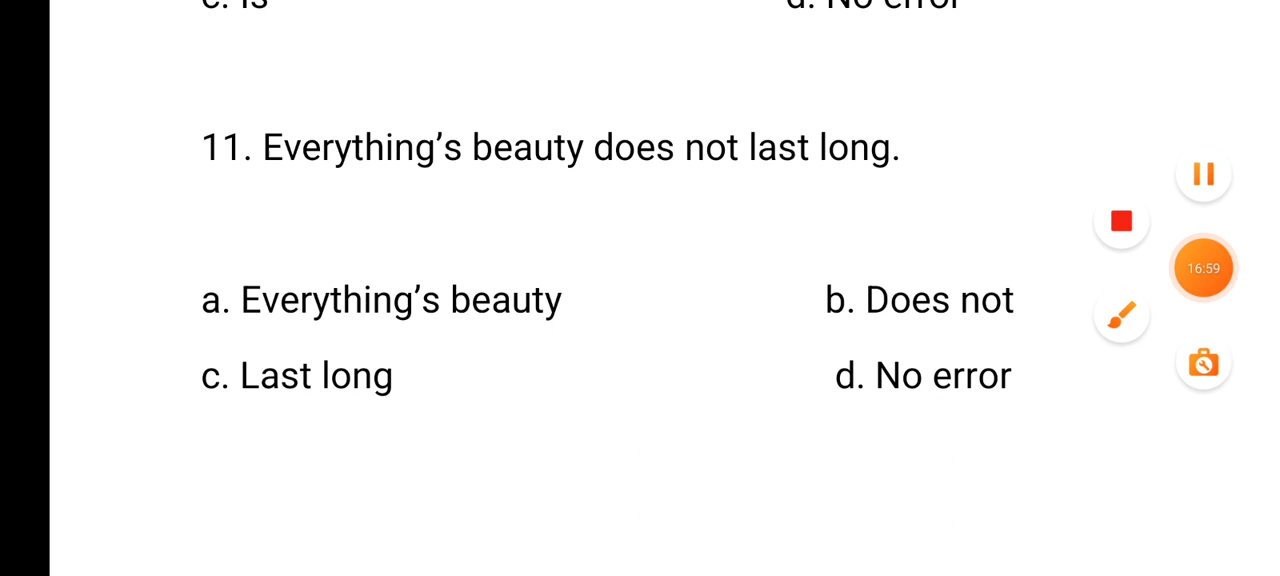 11. Everything’s beauty does not last long.
a. Everything’s beauty b. Does not
c. Last long d. No error
16:59